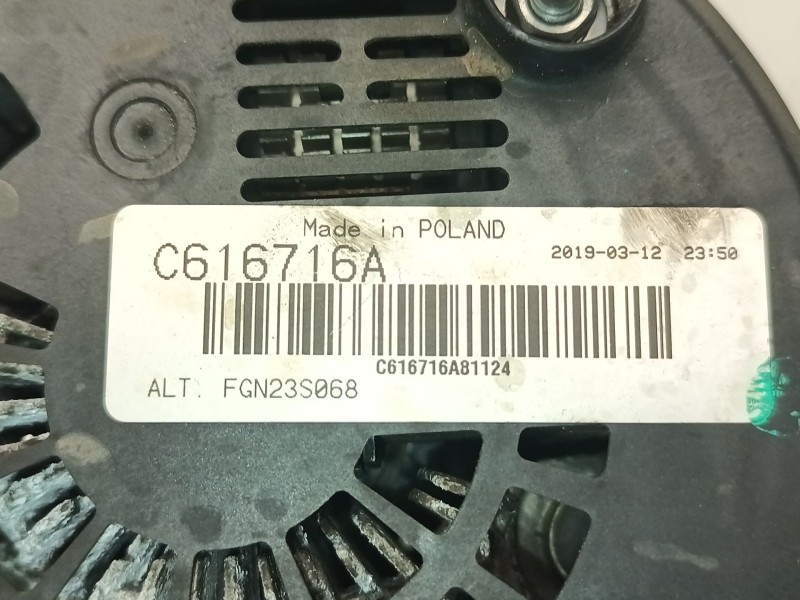 Made in POLAND
C616716A
2019-03-12 23:50
C616716A81124
ALT. FGN23S068